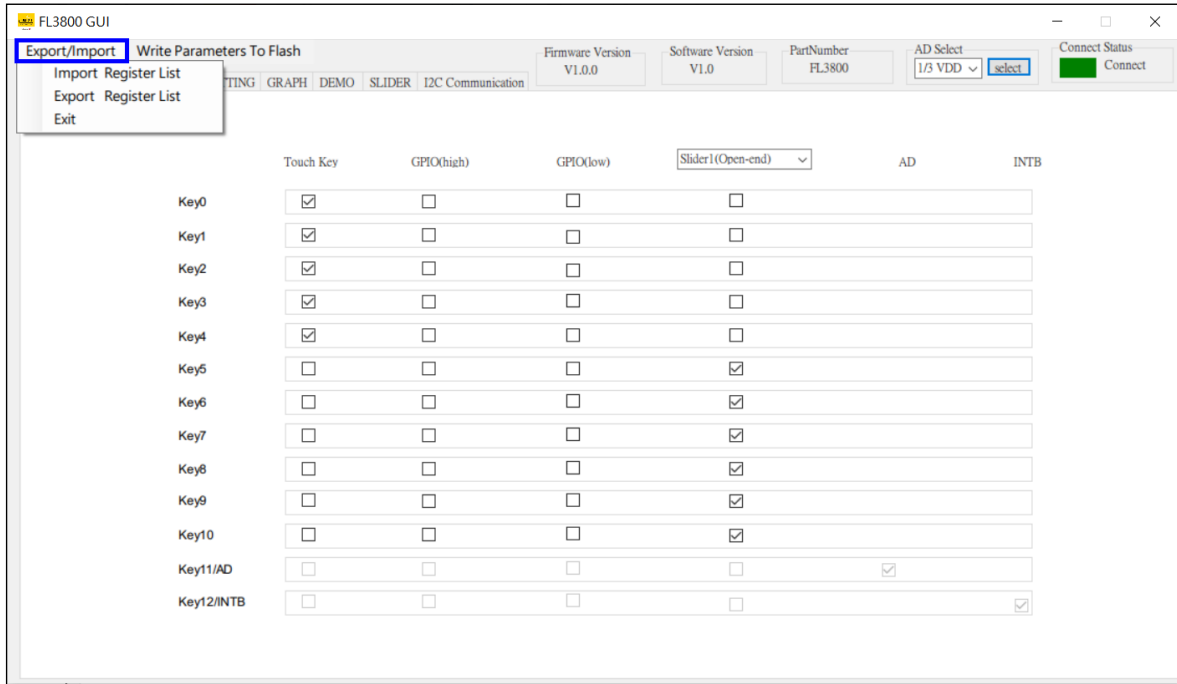 FL3800 GUI
Export/Import Write Parameters To Flash
Import Register List
Export Register List
Exit
TING GRAPH DEMO SLIDER I2C Communication
Firmware Version
V1.0.0
Software Version
V1.0
PartNumber
FL3800
AD Select
1/3 VDD select
Connect Status
Connect
Touch Key GPIO(high) GPIO(low) Slider1(Open-end) AD INTB
Key0
Key1
Key2
Key3
Key4
Key5
Key6
Key7
Key8
Key9
Key10
Key11/AD
Key12/INTB